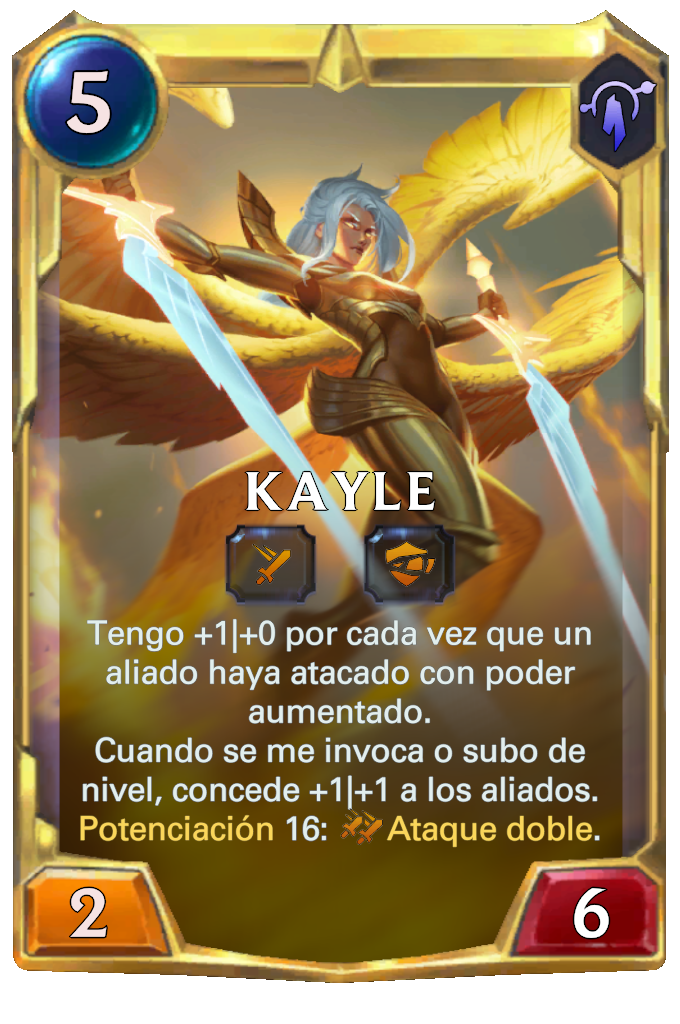 5
KAYLE
Tengo +1|+0 por cada vez que un
aliado haya atacado con poder
aumentado.
Cuando se me invoca o subo de
nivel, concede +1|+1 a los aliados.
Potenciación 16: Ataque doble.
2
6